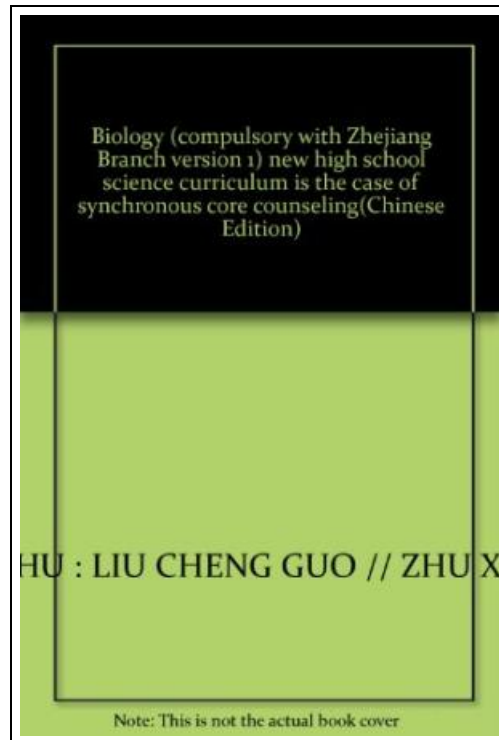 Biology (compulsory with Zhejiang
Branch version 1) new high school
science curriculum is the case of
synchronous core counseling(Chinese
Edition)
HU : LIU CHENG GUO // ZHU X
Note: This is not the actual book cover